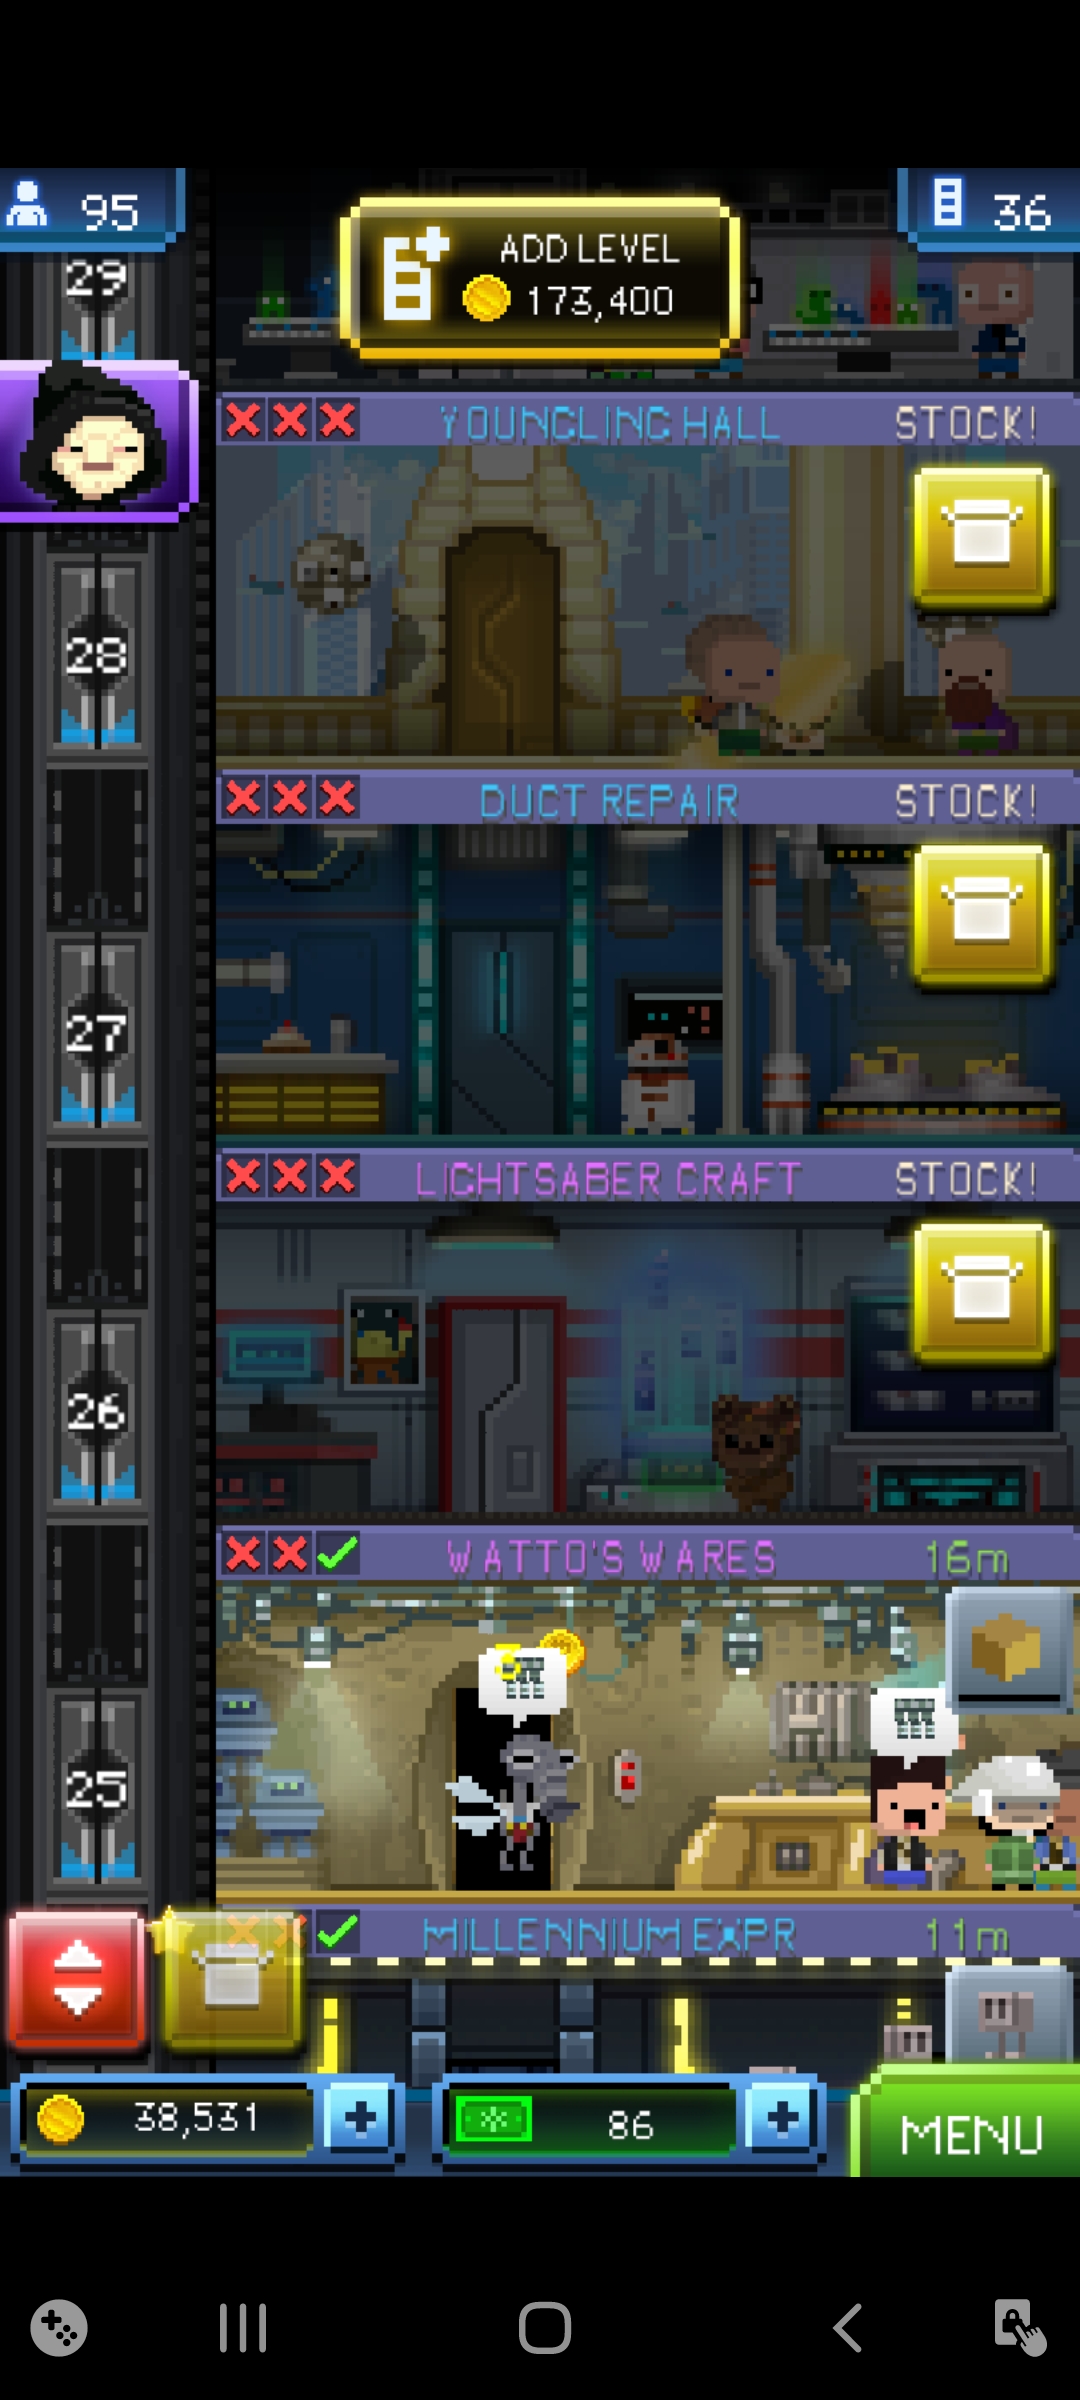 95
36
ADD LEVEL
173,400
29
YOUNGLING HALL
STOCK!
28
DUCT REPAIR
STOCK!
27
LIGHTSABER CRAFT
STOCK!
26
WATTO'S WARES
16m
25
MILLENNIUM EXPR
11m
38,531
86
MENU